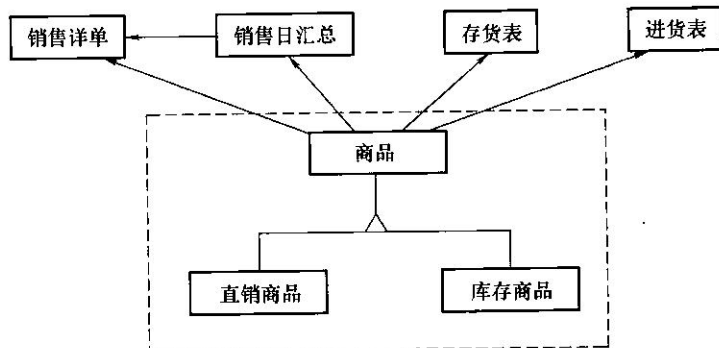 销售详单
销售日汇总
存货表
进货表
商品
直销商品
库存商品